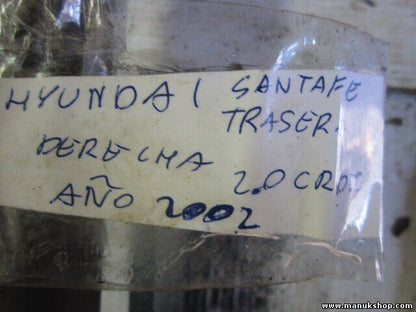 HYUNDAI SANTAFE
TRASER.
DERECHA
2.0 CRDI
AÑO 2002
www.manukshop.com